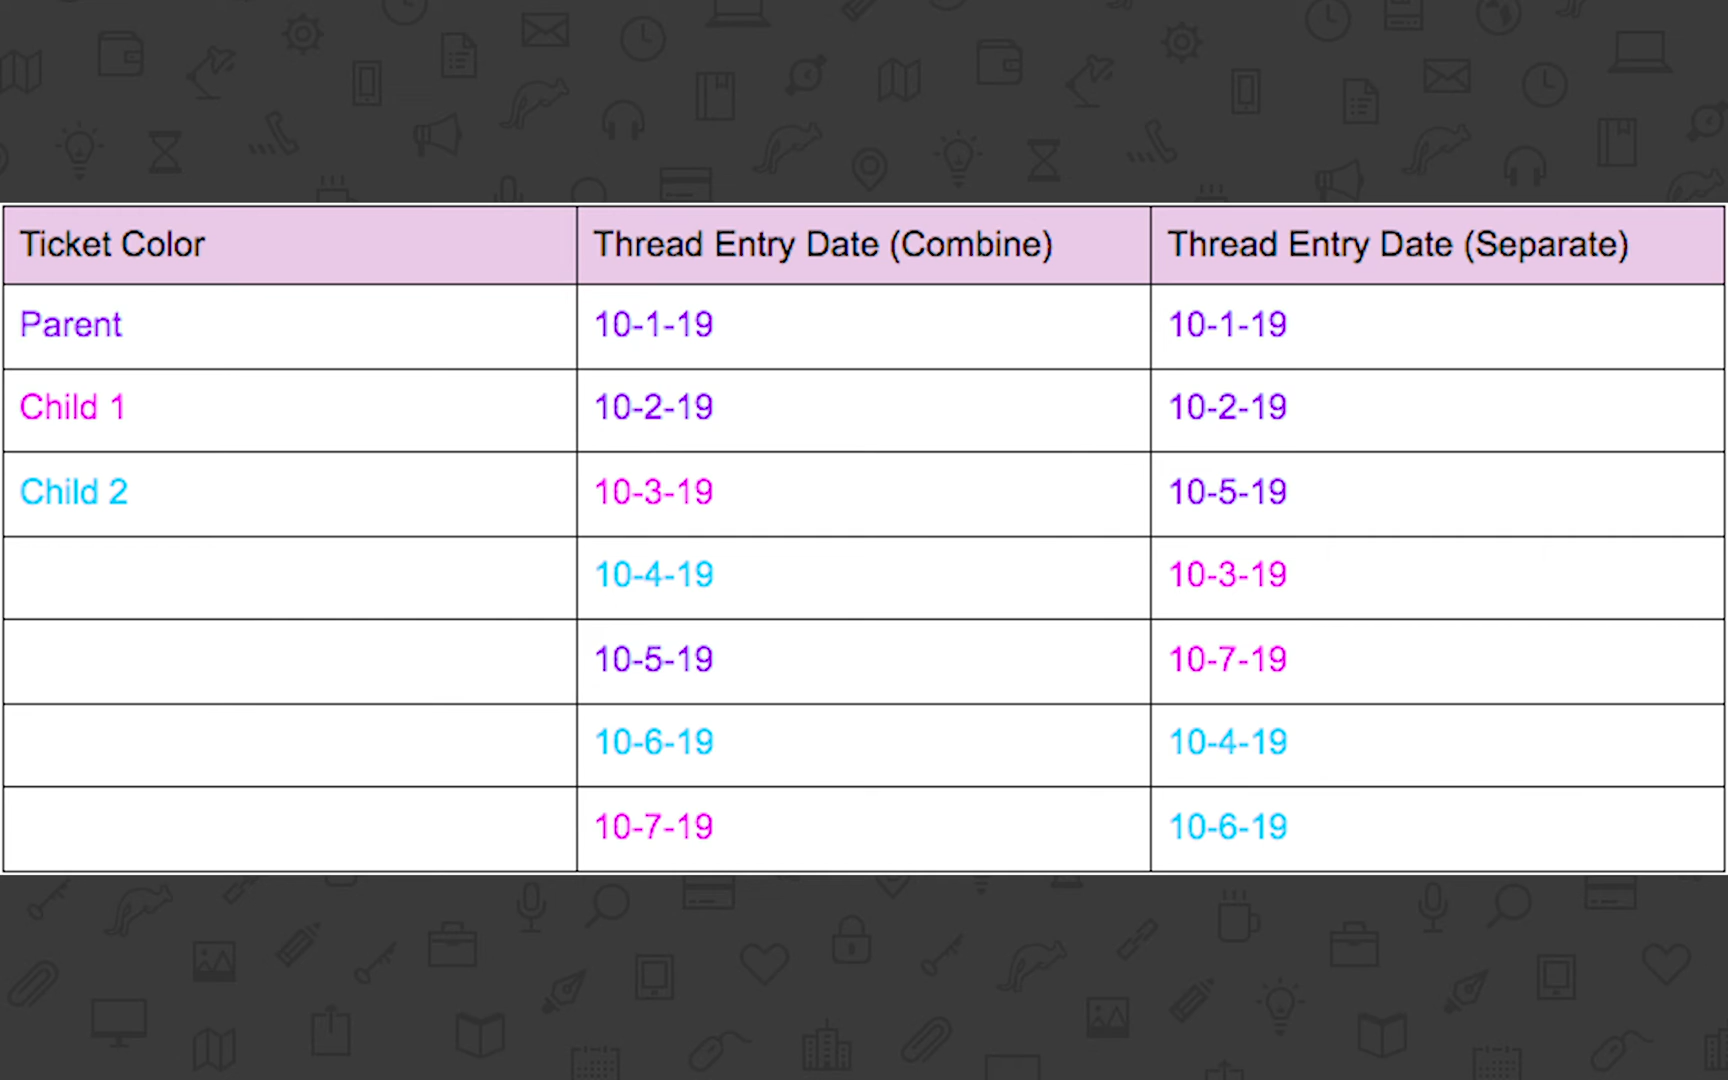 Ticket Color Thread Entry Date (Combine) Thread Entry Date (Separate)
Parent 10-1-19 10-1-19
Child 1 10-2-19 10-2-19
Child 2 10-3-19 10-5-19
10-4-19 10-3-19
10-5-19 10-7-19
10-6-19 10-4-19
10-7-19 10-6-19